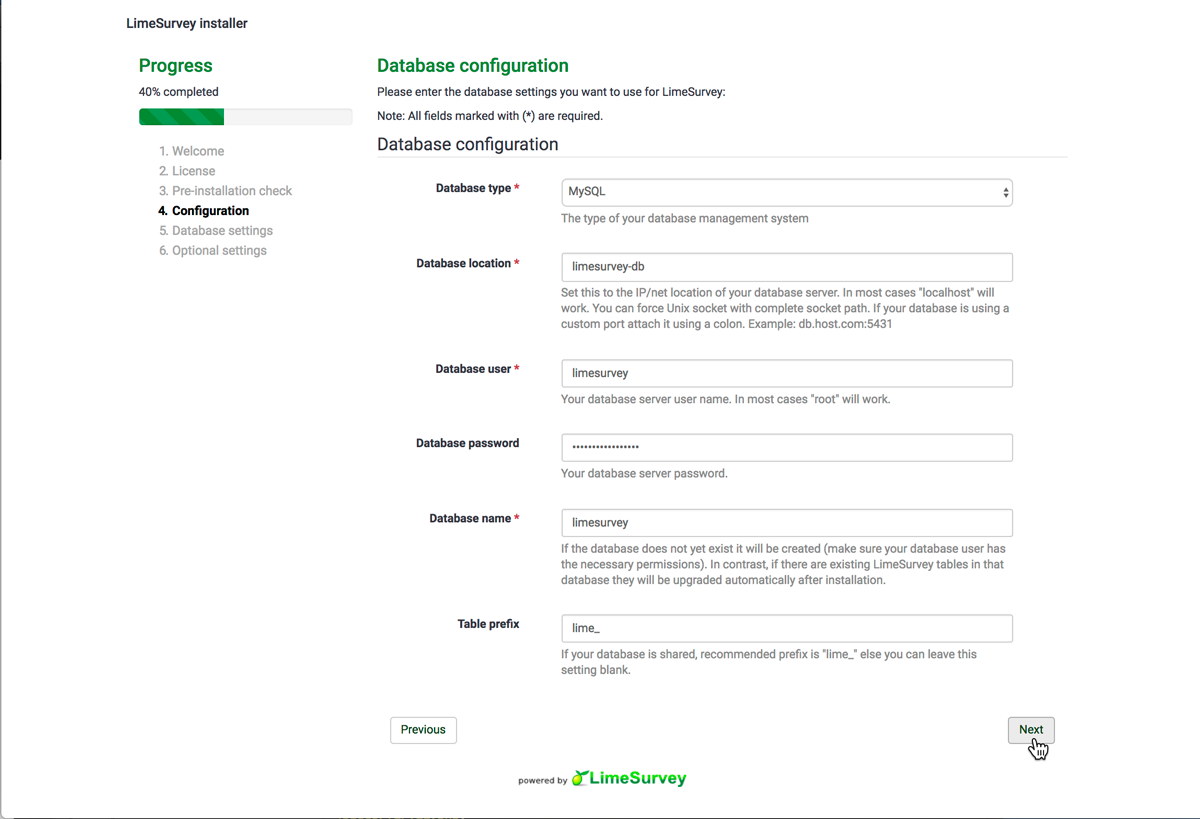 LimeSurvey installer
Progress
40% completed
1. Welcome
2. License
3. Pre-installation check
4. Configuration
5. Database settings
6. Optional settings
Database configuration
Please enter the database settings you want to use for LimeSurvey:
Note: All fields marked with (*) are required.
Database configuration
Database type *
MySQL
The type of your database management system
Database location *
limesurvey-db
Set this to the IP/net location of your database server. In most cases "localhost" will
work. You can force Unix socket with complete socket path. If your database is using a
custom port attach it using a colon. Example: db.host.com:5431
Database user *
limesurvey
Your database server user name. In most cases "root" will work.
Database password
•••••••••••••••••
Your database server password.
Database name *
limesurvey
If the database does not yet exist it will be created (make sure your database user has
the necessary permissions). In contrast, if there are existing LimeSurvey tables in that
database they will be upgraded automatically after installation.
Table prefix
lime_
If your database is shared, recommended prefix is "lime_" else you can leave this
setting blank.
Previous
Next
powered by LimeSurvey